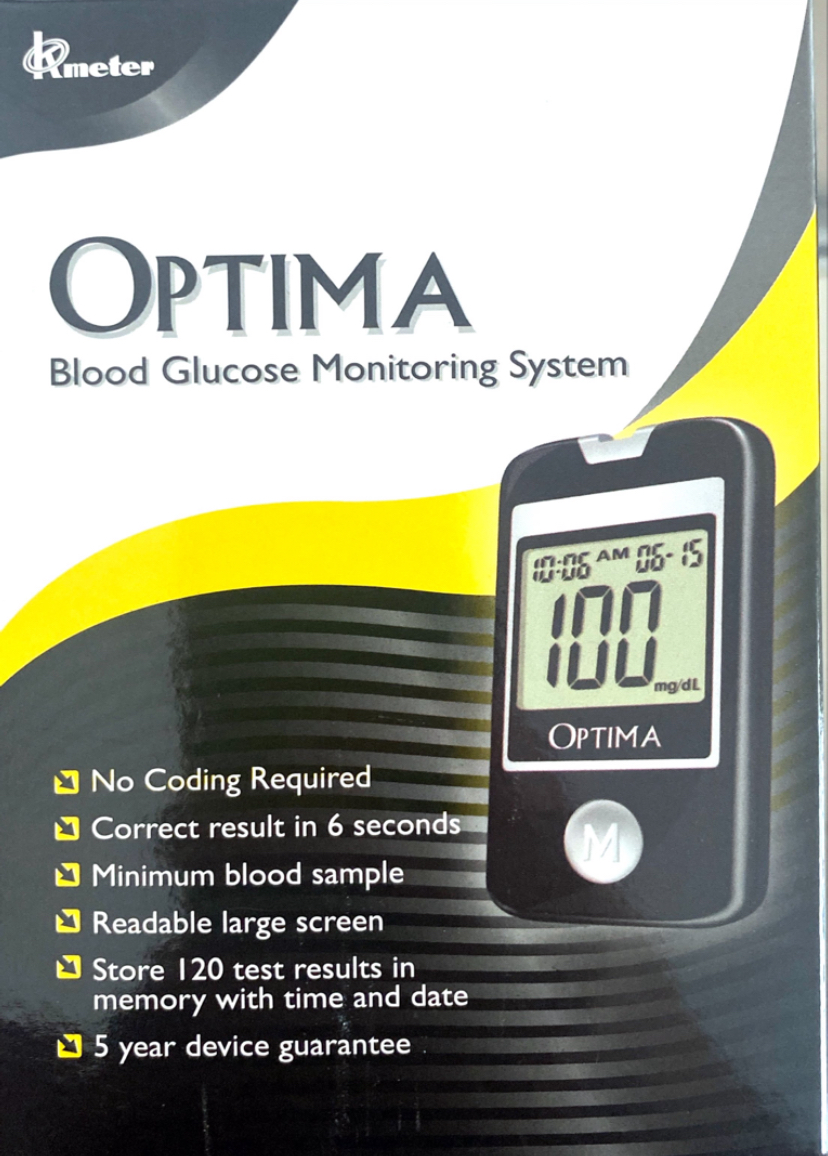 OKmeter
OPTIMA
Blood Glucose Monitoring System
10:06 AM 06-15
100
mg/dL
OPTIMA
M
No Coding Required
Correct result in 6 seconds
Minimum blood sample
Readable large screen
Store 120 test results in
memory with time and date
5 year device guarantee